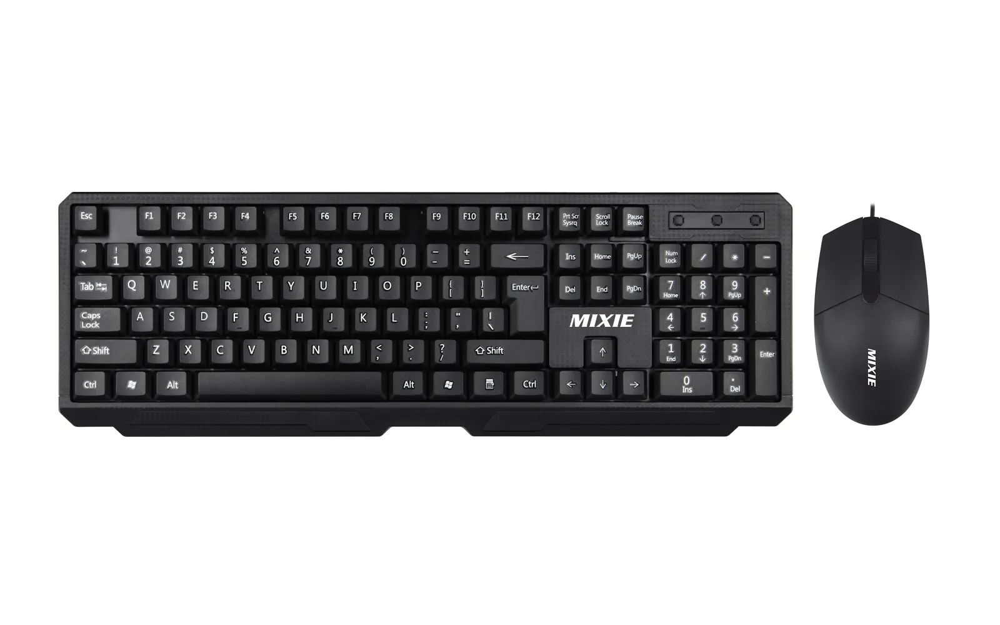 Esc F1 F2 F3 F4 F5 F6 F7 F8 F9 F10 F11 F12 Prt Scr Scroll Pause
Sysrq Lock Break
~ ! @ # $ % ^ & * ( ) — +
` 1 2 3 4 5 6 7 8 9 0 - = ← Ins Home PgUp Num / * −
Lock
Tab Q W E R T Y U I O P { } Enter↵ Del End PgDn 7 8 9 +
[ ] Home ↑ PgUp
Caps A S D F G H J K L : " | MIXIE 4 5 6
Lock ; , \ ← →
⇧Shift Z X C V B N M < > ? ⇧Shift ↑ 1 2 3 Enter
, . / End ↓ PgDn
Ctrl Alt Alt Ctrl ← ↓ → 0 .
Ins Del
MIXIE